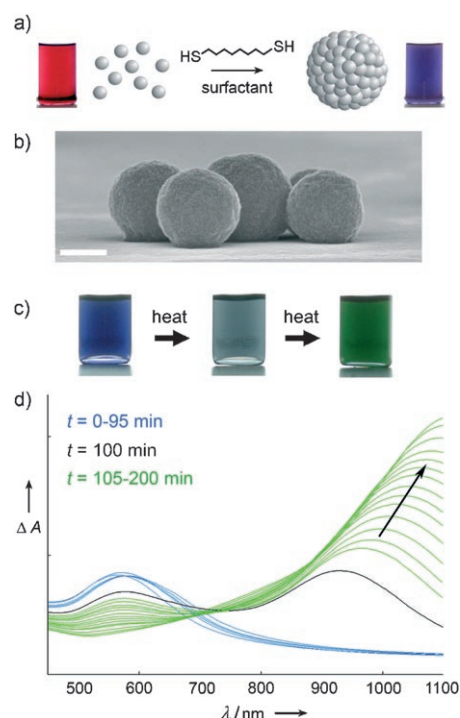 a)
HS SH
surfactant
b)
c)
heat heat
d)
t = 0-95 min
t = 100 min
t = 105-200 min
Δ A
500 600 700 800 900 1000 1100
λ / nm